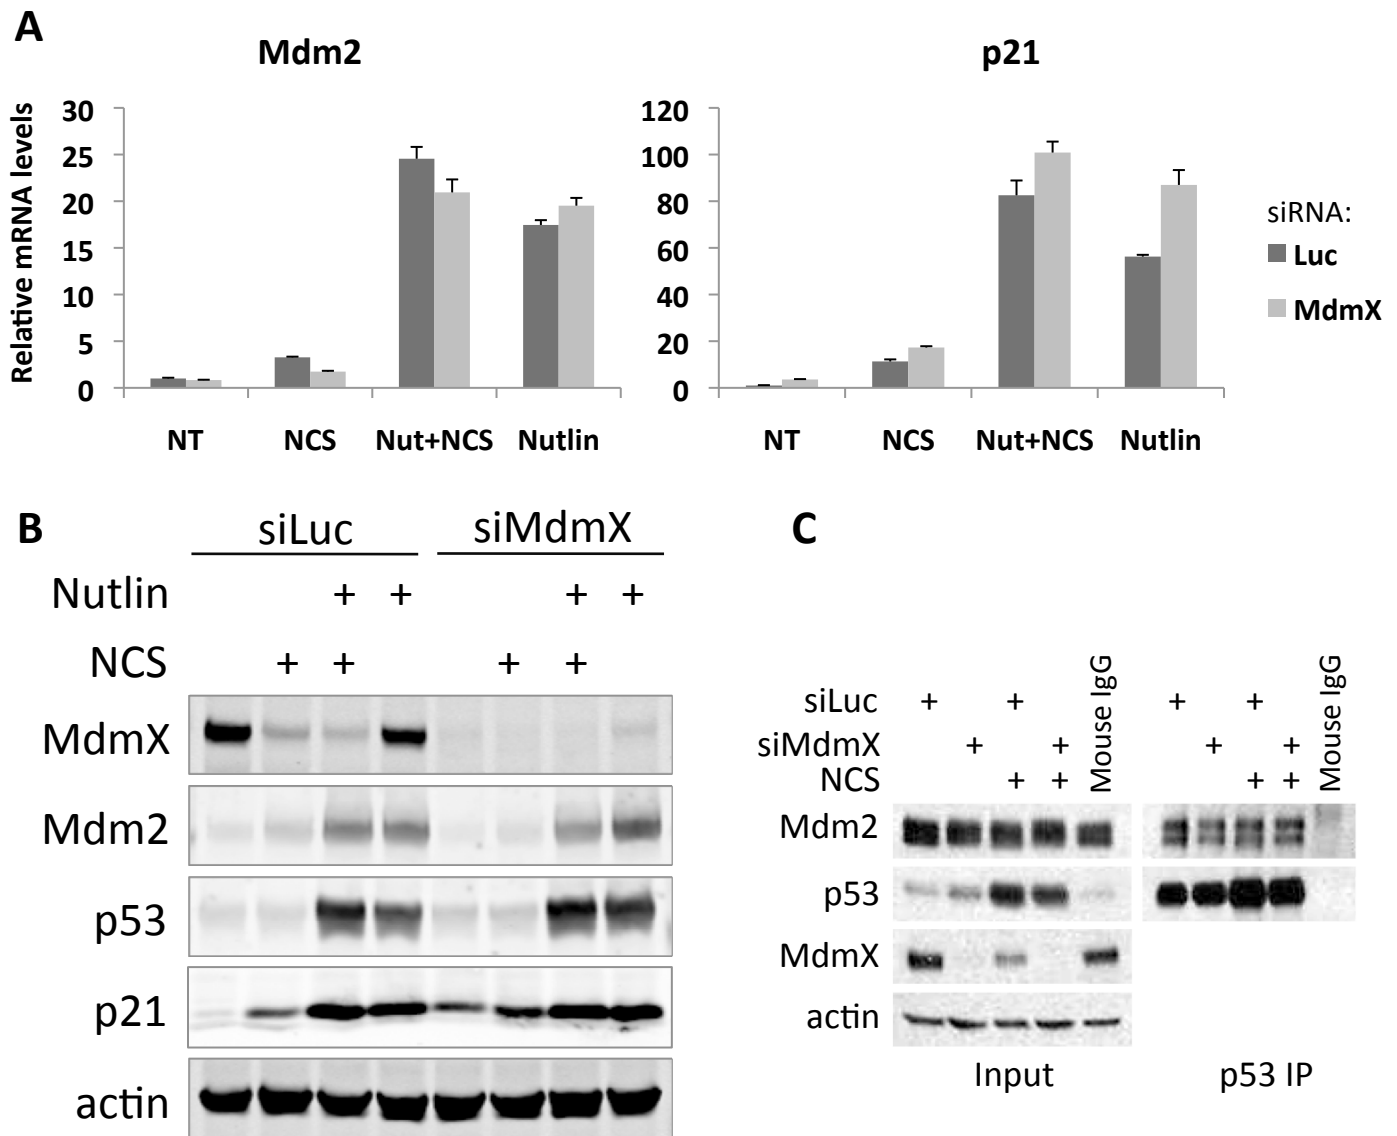 A
Mdm2
p21
Relative mRNA levels
30
25
20
15
10
5
0
NT
NCS
Nut+NCS
Nutlin
120
100
80
60
40
20
0
NT
NCS
Nut+NCS
Nutlin
siRNA:
Luc
MdmX
B
siLuc
siMdmX
Nutlin + + + +
NCS + + + +
MdmX
Mdm2
p53
p21
actin
C
siLuc + + + +
siMdmX + + + +
NCS + + + +
Mouse IgG
Mouse IgG
Mdm2
p53
MdmX
actin
Input
p53 IP